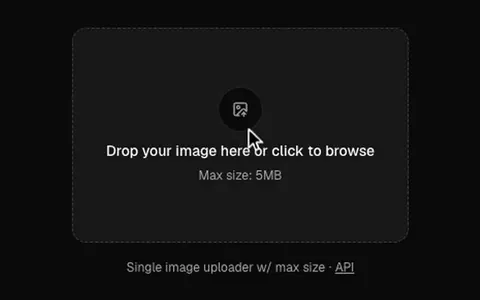 Drop your image here or click to browse
Max size: 5MB
Single image uploader w/ max size · API